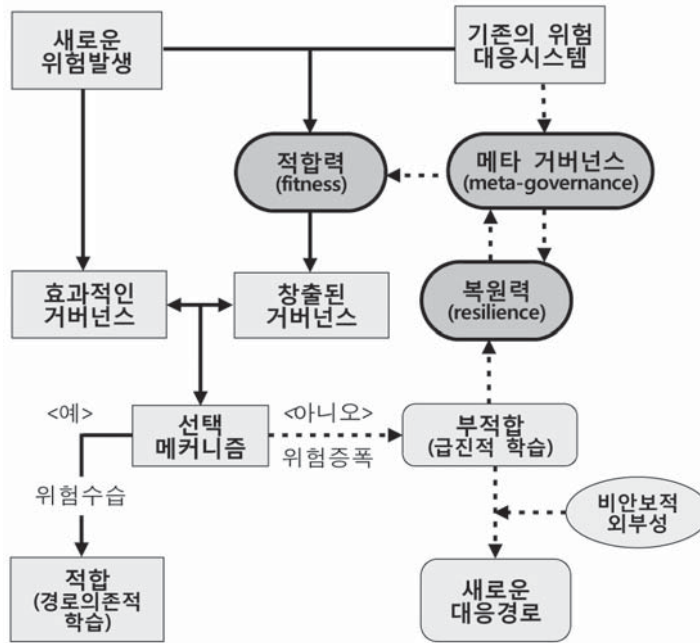 새로운
위험발생
기존의 위험
대응시스템
적합력
(fitness)
메타 거버넌스
(meta-governance)
효과적인
거버넌스
창출된
거버넌스
복원력
(resilience)
<예>
선택
메커니즘
<아니오>
위험증폭
부적합
(급진적 학습)
위험수습
비안보적
외부성
적합
(경로의존적
학습)
새로운
대응경로